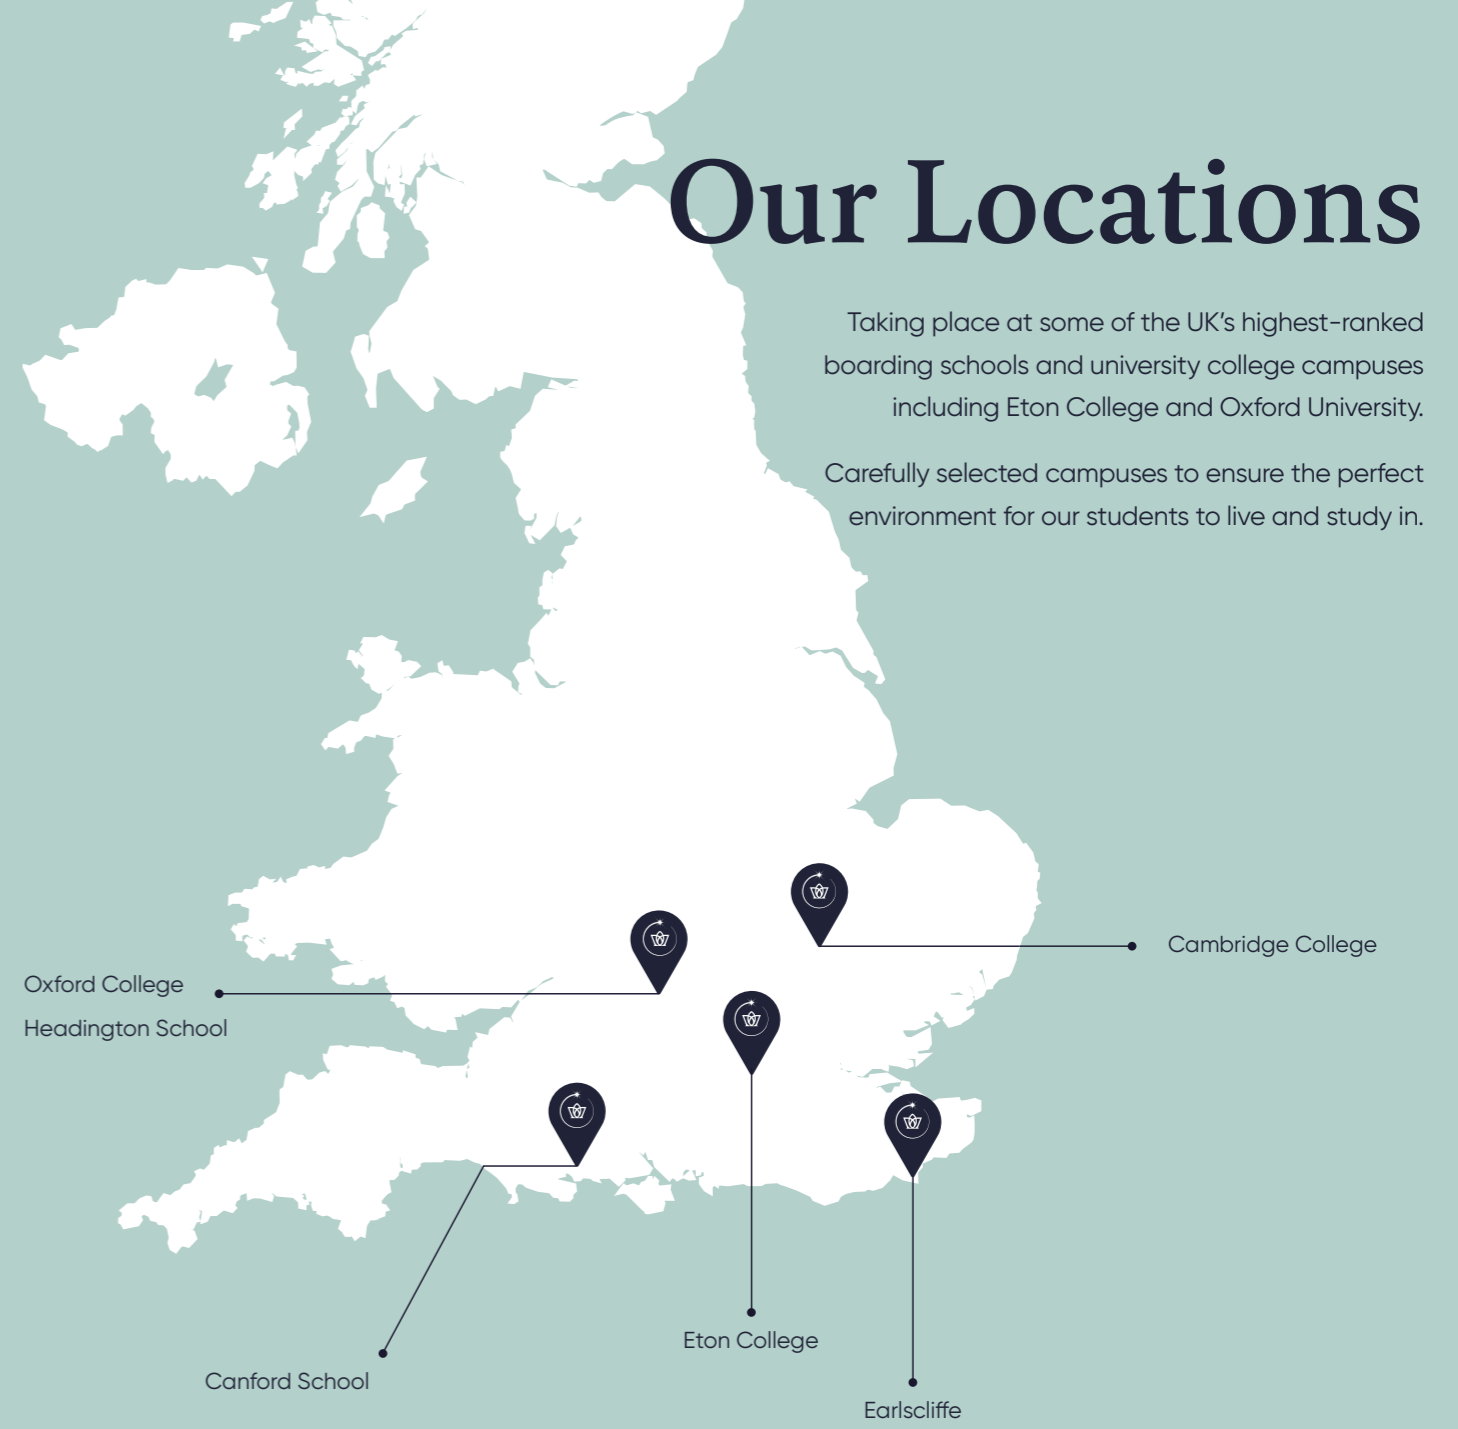 Our Locations
Taking place at some of the UK's highest-ranked
boarding schools and university college campuses
including Eton College and Oxford University.
Carefully selected campuses to ensure the perfect
environment for our students to live and study in.
Cambridge College
Oxford College
Headington School
Eton College
Canford School
Earlscliffe